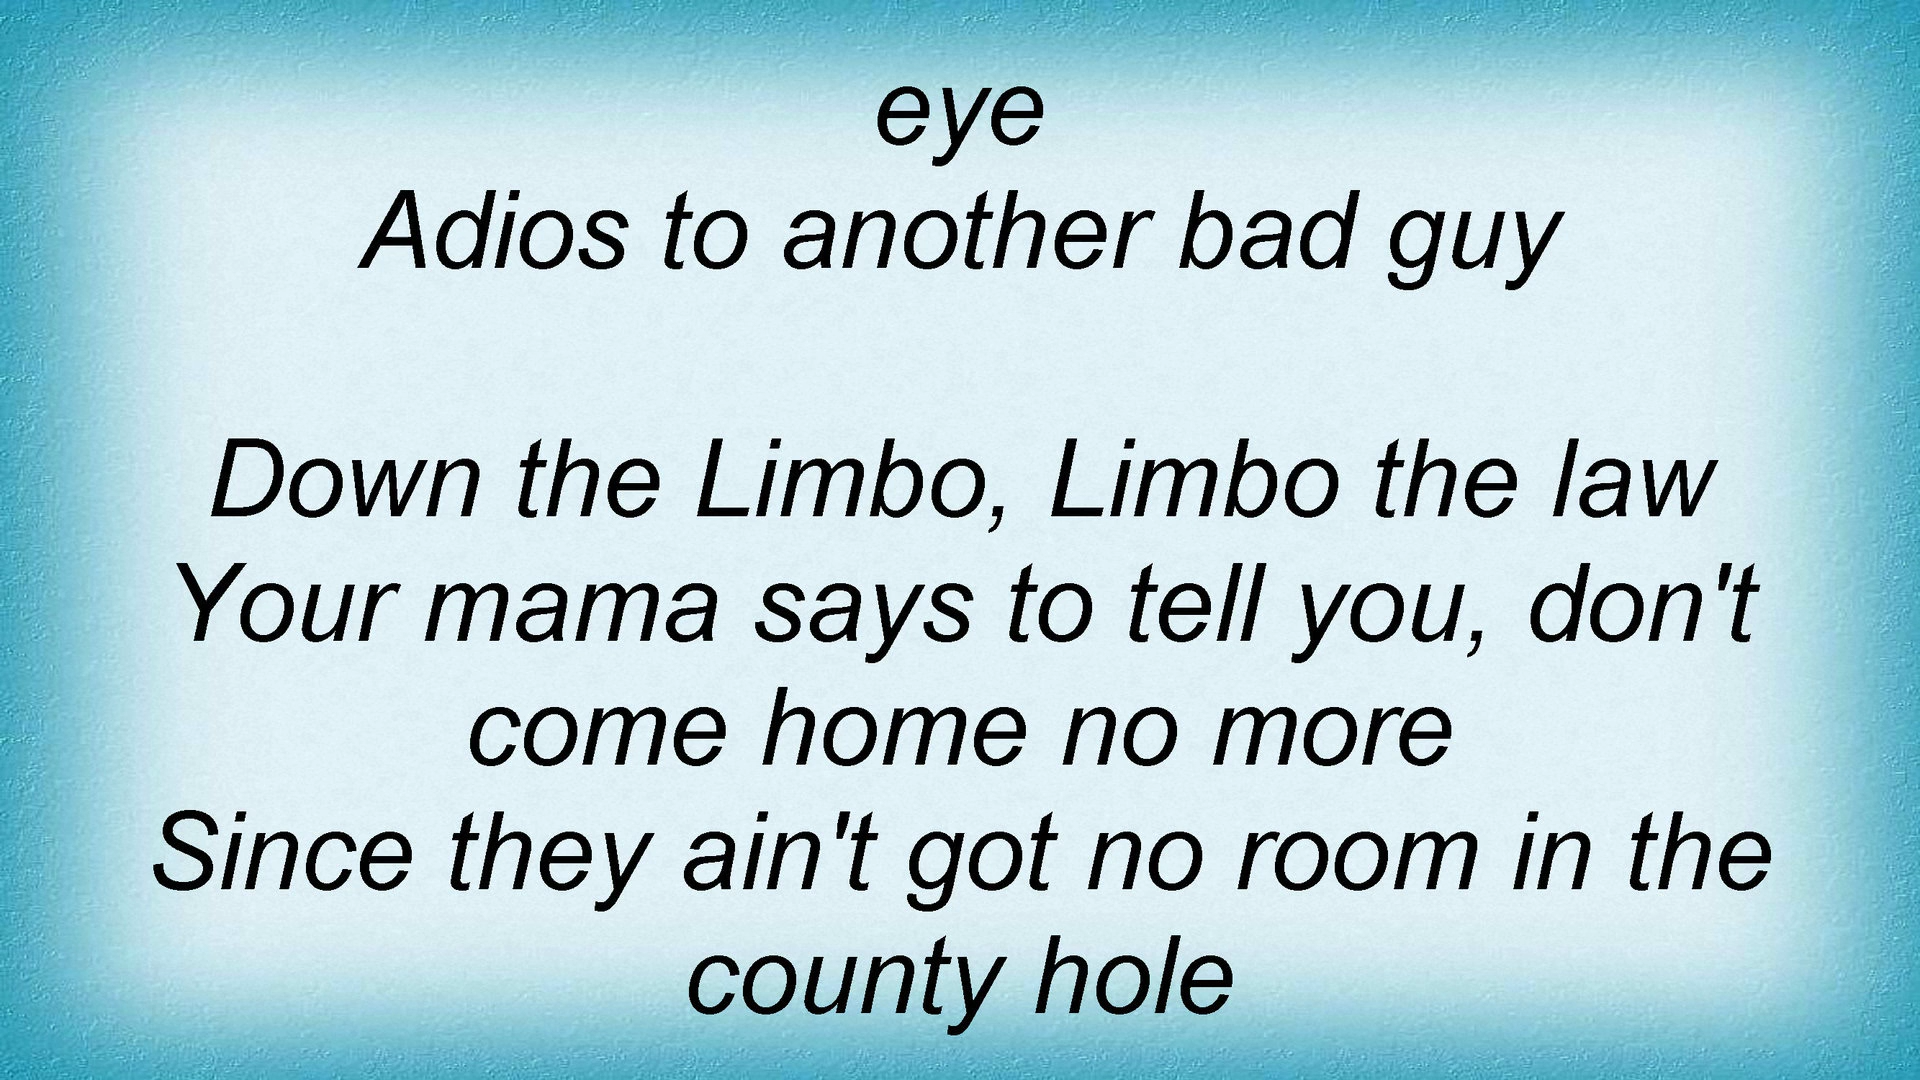 eye
Adios to another bad guy
Down the Limbo, Limbo the law
Your mama says to tell you, don't
come home no more
Since they ain't got no room in the
county hole